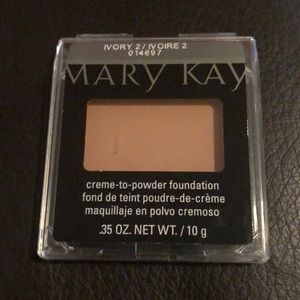 IVORY 2 / IVOIRE 2
014697
MARY KAY
creme-to-powder foundation
fond de teint poudre-de-crème
maquillaje en polvo cremoso
.35 OZ. NET WT. / 10 g